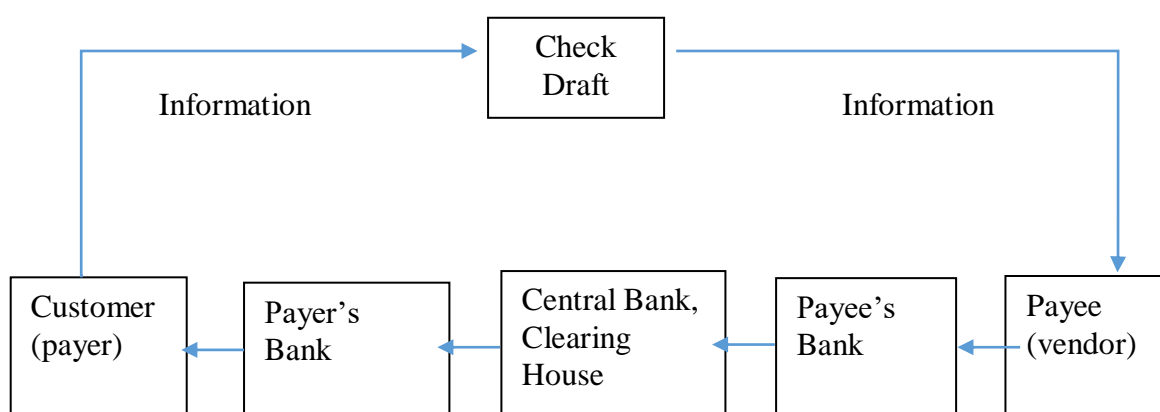 Check
Draft
Information
Information
Customer
(payer)
Payer’s
Bank
Central Bank,
Clearing
House
Payee’s
Bank
Payee
(vendor)